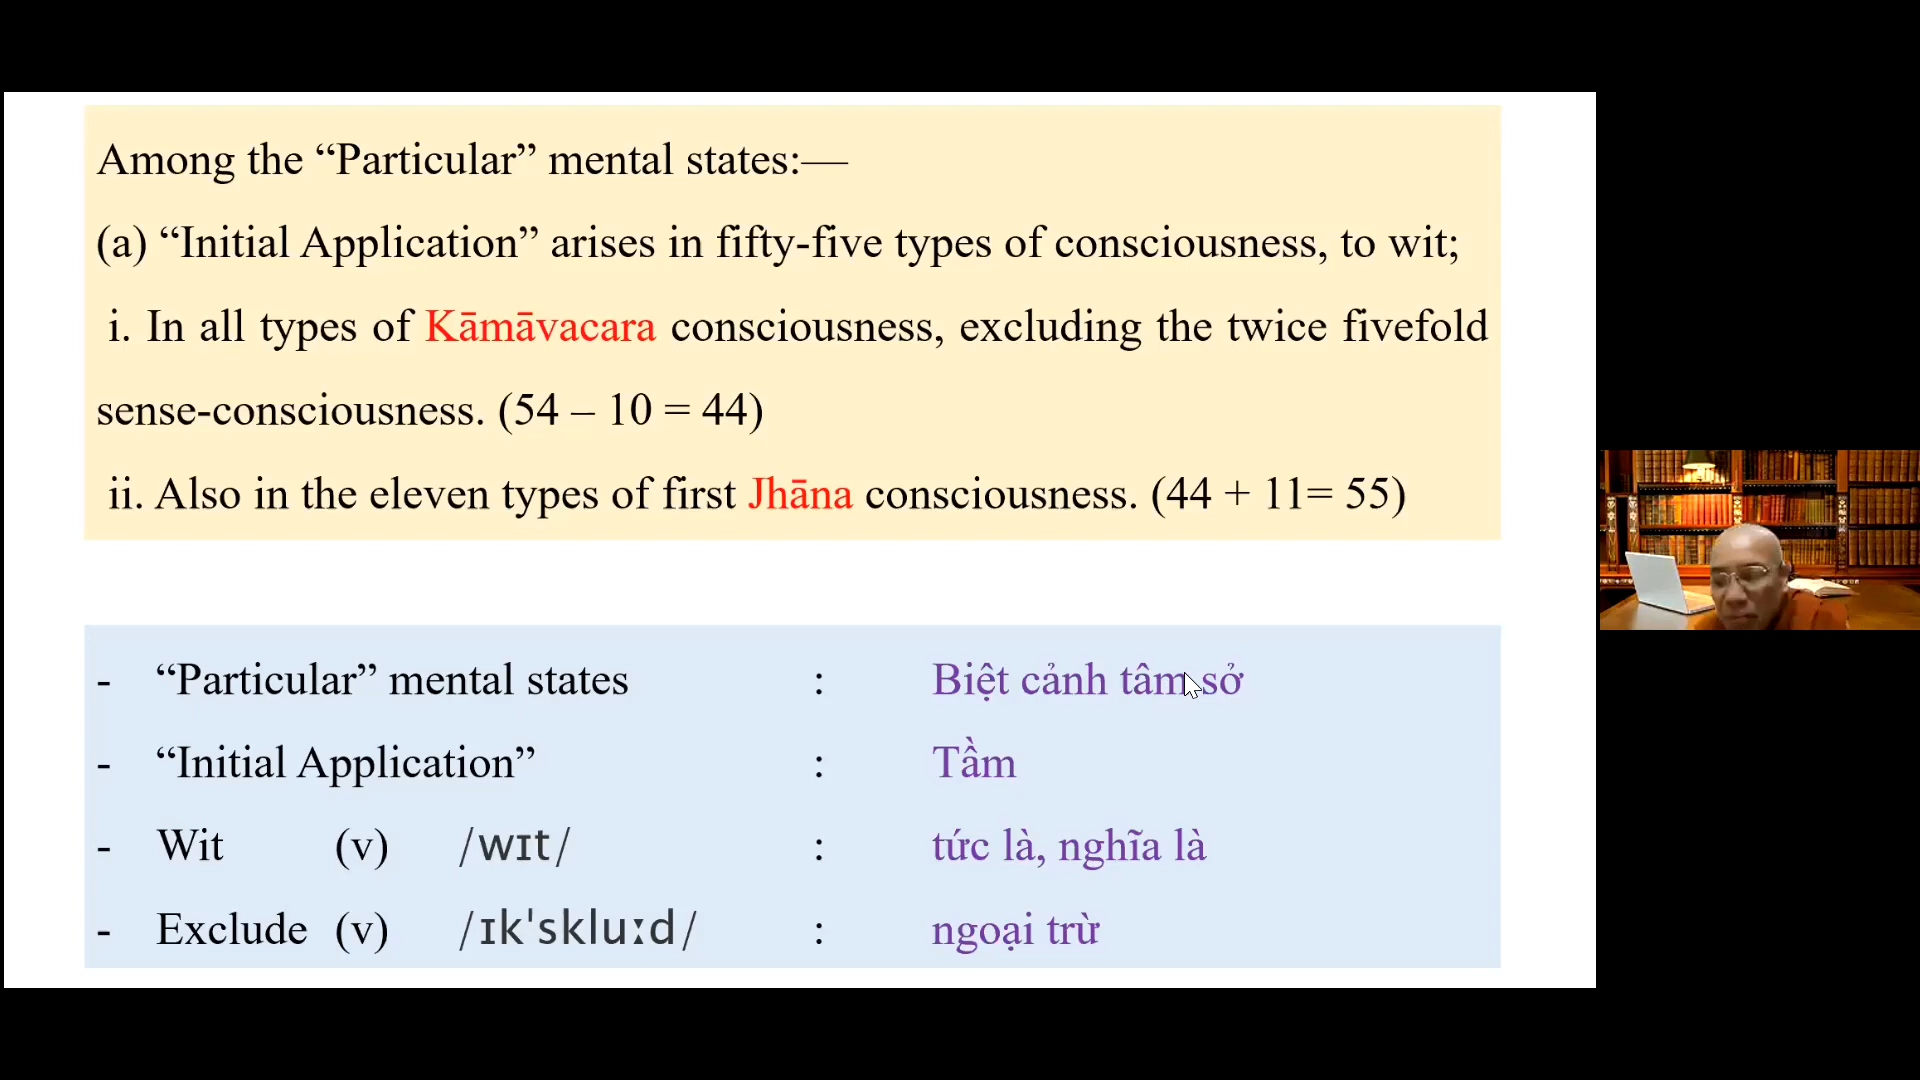 Among the “Particular” mental states:—
(a) “Initial Application” arises in fifty-five types of consciousness, to wit;
i. In all types of Kāmāvacara consciousness, excluding the twice fivefold
sense-consciousness. (54 – 10 = 44)
ii. Also in the eleven types of first Jhāna consciousness. (44 + 11= 55)
- “Particular” mental states : Biệt cảnh tâm sở
- “Initial Application” : Tầm
- Wit (v) /wɪt/ : tức là, nghĩa là
- Exclude (v) /ɪkˈskluːd/ : ngoại trừ